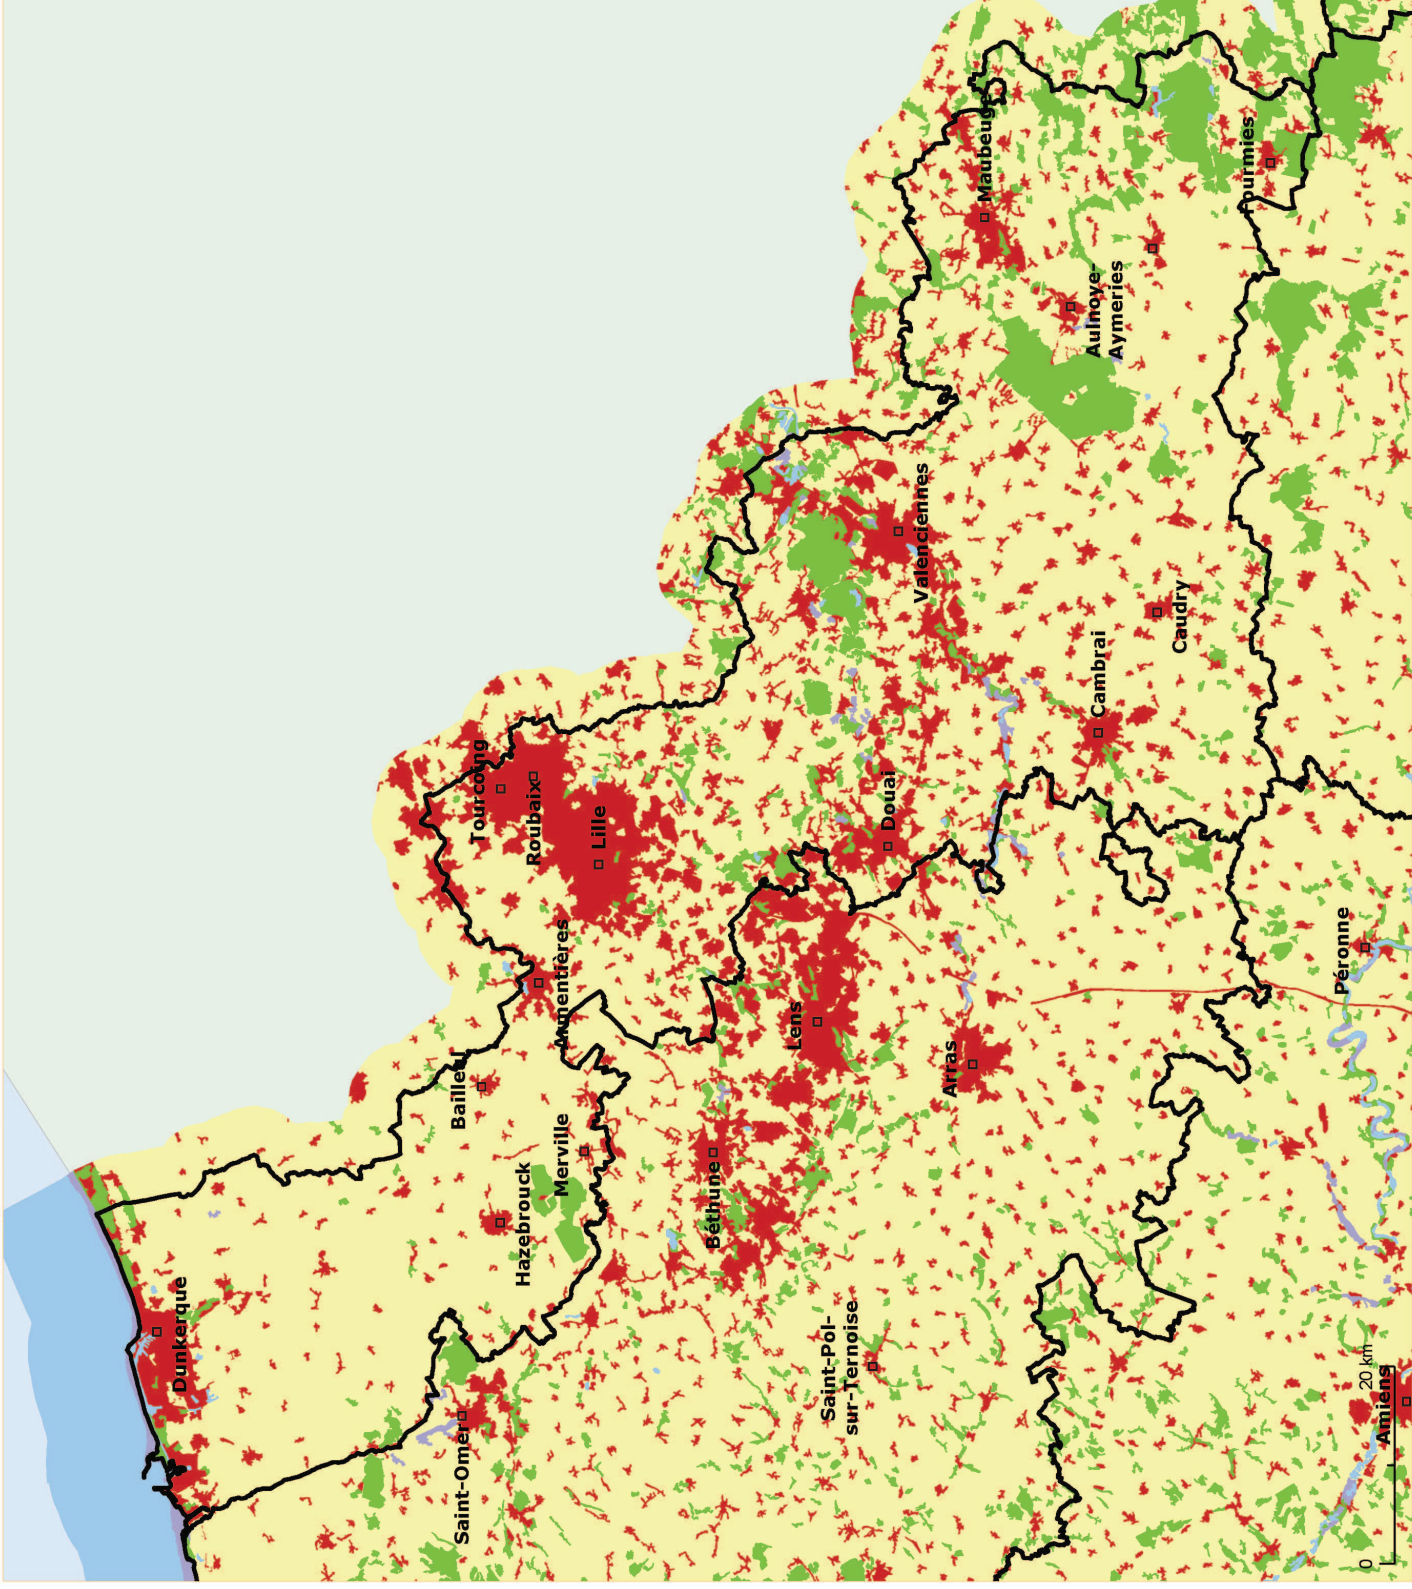 Dunkerque
Saint-Omer
Hazebrouck
Bailleul
Merville
Armentières
Tourcoing
Roubaix
Lille
Béthune
Lens
Douai
Saint-Pol-
sur-Ternoise
Arras
Valenciennes
Cambrai
Caudry
Maubeuge
Aulnoye-
Aymeries
Fourmies
Péronne
Amiens
0
20 km